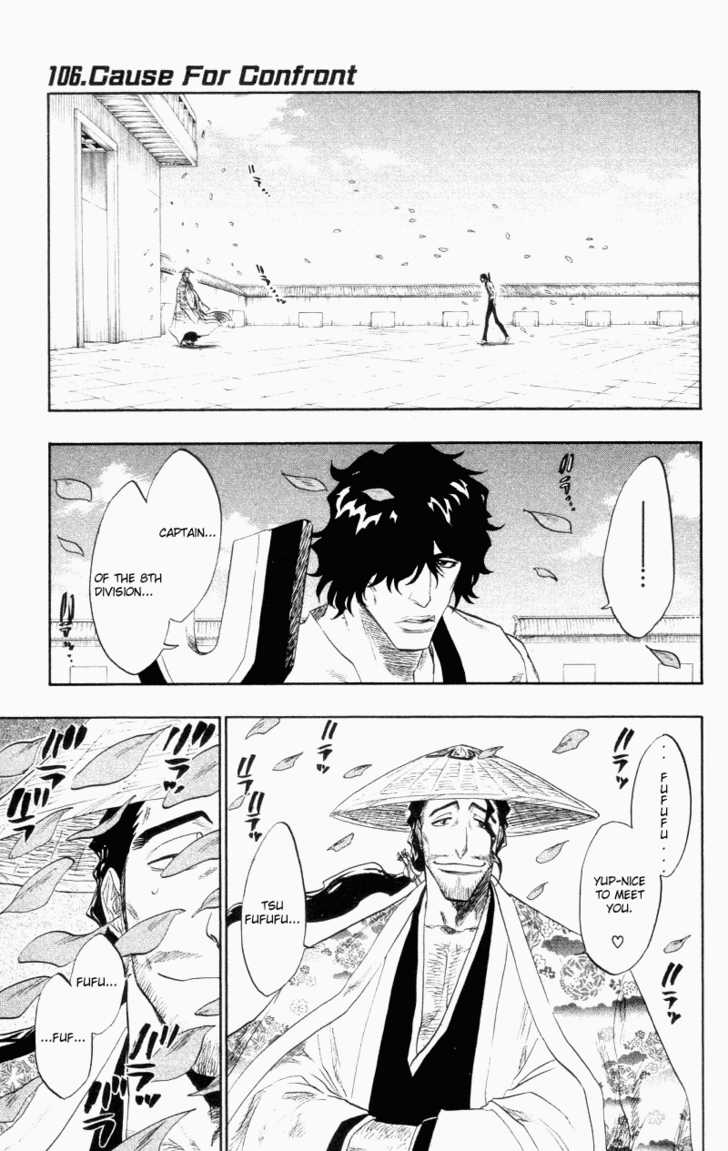 106.Cause For Confront
..........
CAPTAIN...
OF THE 8TH
DIVISION...
..FUFUFU...
YUP-NICE
TO MEET
YOU.
♡
TSU
FUFUFU...
FUFU...
...FUF...